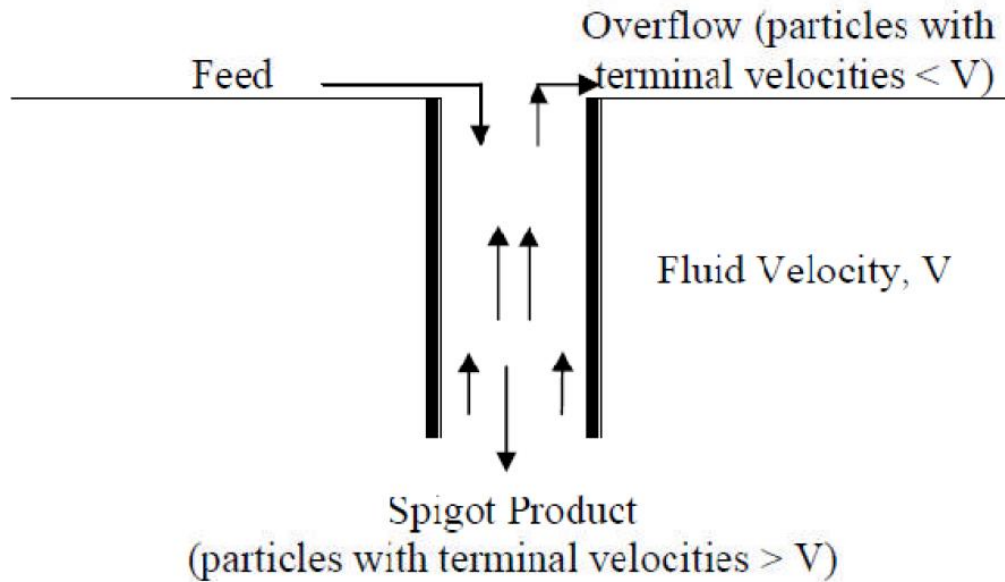 Overflow (particles with
Feed
terminal velocities < V)
Fluid Velocity, V
Spigot Product
(particles with terminal velocities > V)